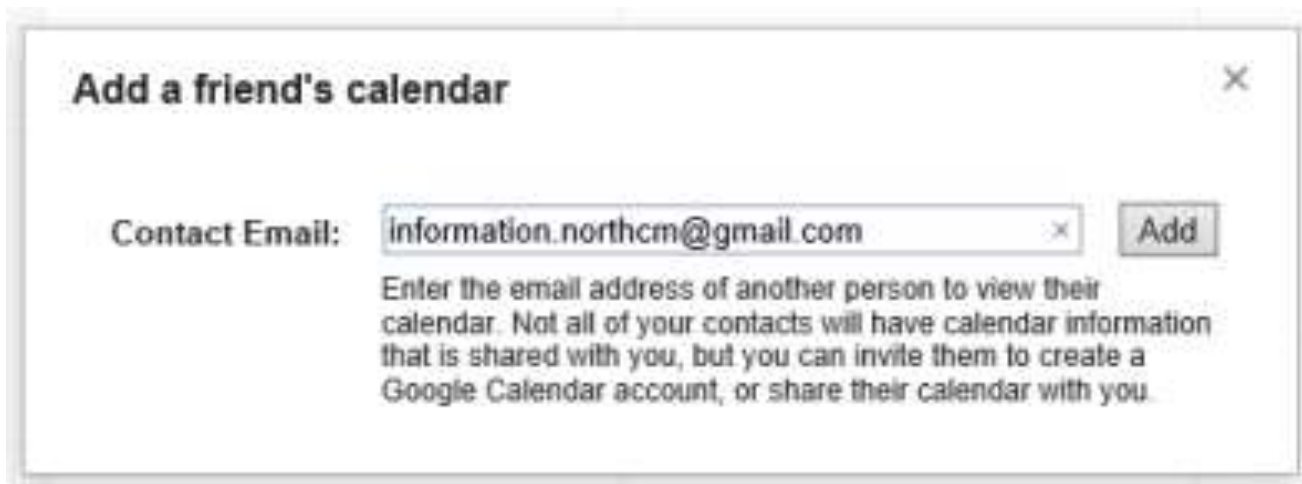 Add a friend's calendar
Contact Email: information.northcm@gmail.com Add
Enter the email address of another person to view their
calendar. Not all of your contacts will have calendar information
that is shared with you, but you can invite them to create a
Google Calendar account, or share their calendar with you.